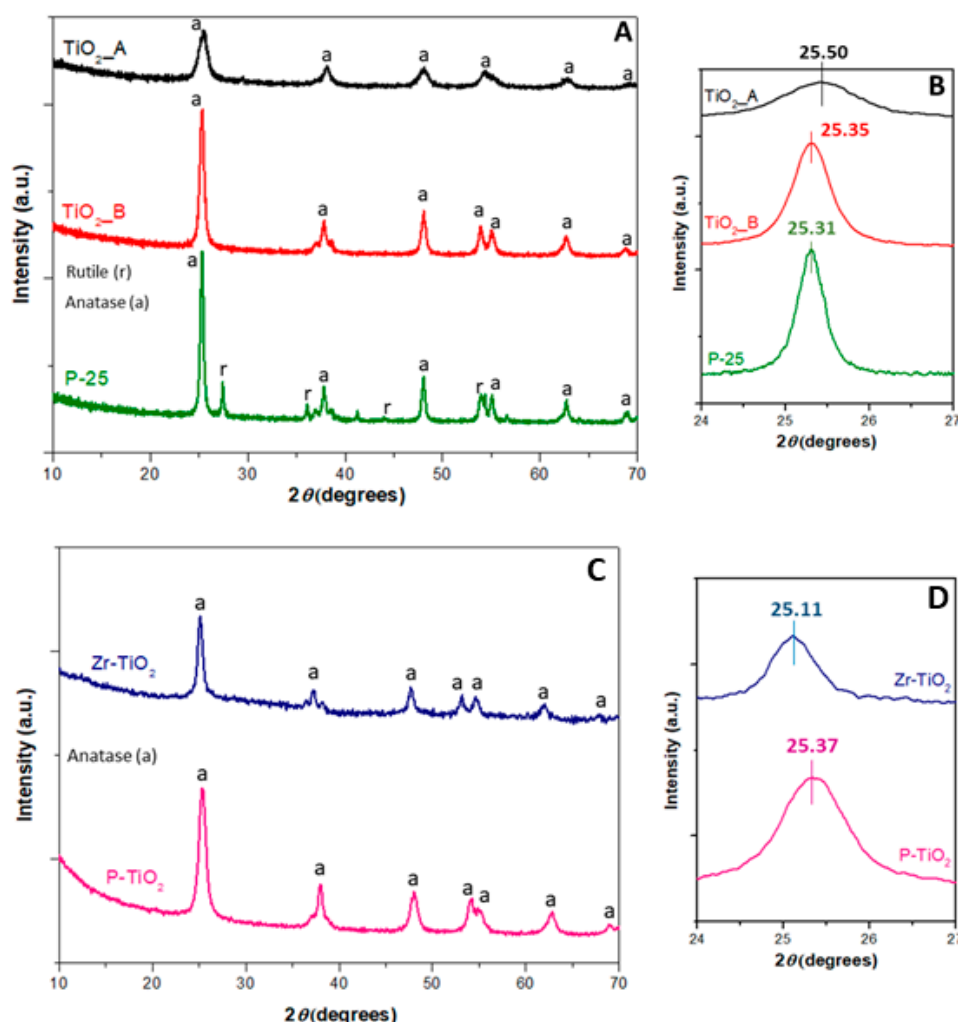 A
TiO2_A
a
a
a
a
a
a
TiO2_B
a
a
a
a
a
a
a
Rutile (r)
Anatase (a)
P-25
a
r
r
a
r
a
r
a
a
a
Intensity (a.u.)
10 20 30 40 50 60 70
2θ(degrees)
B
25.50
TiO2_A
25.35
TiO2_B
25.31
P-25
Intensity (a.u.)
24 25 26 27
2θ(degrees)
C
Zr-TiO2
a
a
a
a
a
a
a
Anatase (a)
P-TiO2
a
a
a
a
a
a
a
Intensity (a.u.)
10 20 30 40 50 60 70
2θ(degrees)
D
25.11
Zr-TiO2
25.37
P-TiO2
Intensity (a.u.)
24 25 26 27
2θ(degrees)